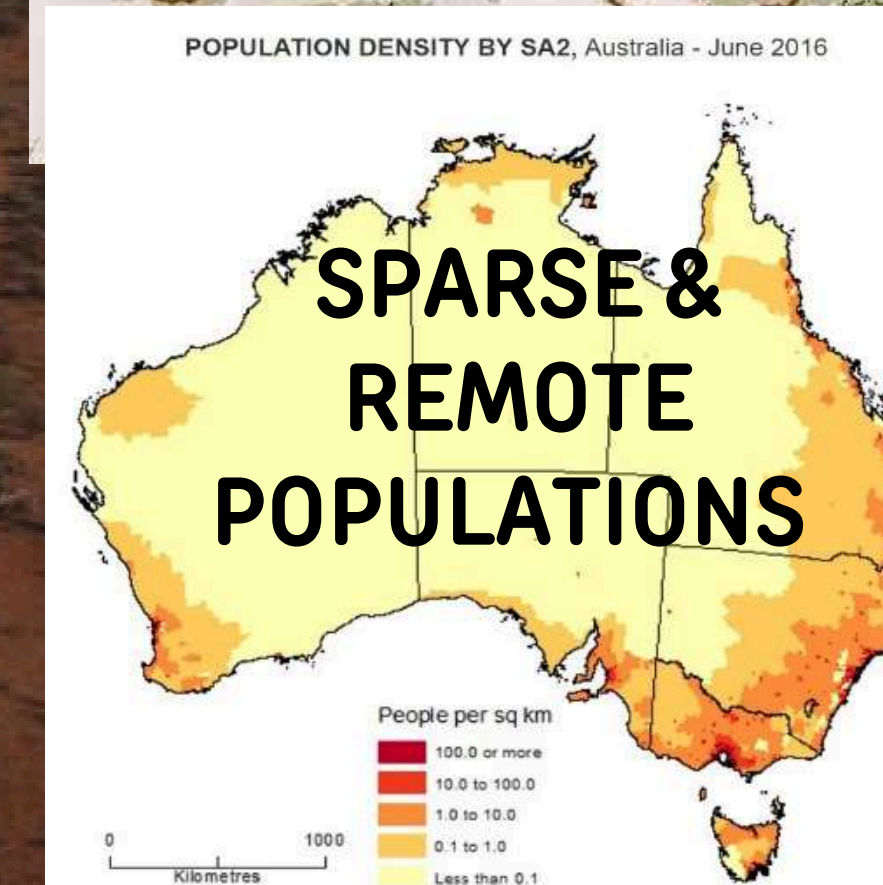 POPULATION DENSITY BY SA2, Australia - June 2016
SPARSE &
REMOTE
POPULATIONS
People per sq km
100.0 or more
10.0 to 100.0
1.0 to 10.0
0.1 to 1.0
Less than 0.1
0 1000
Kilometres